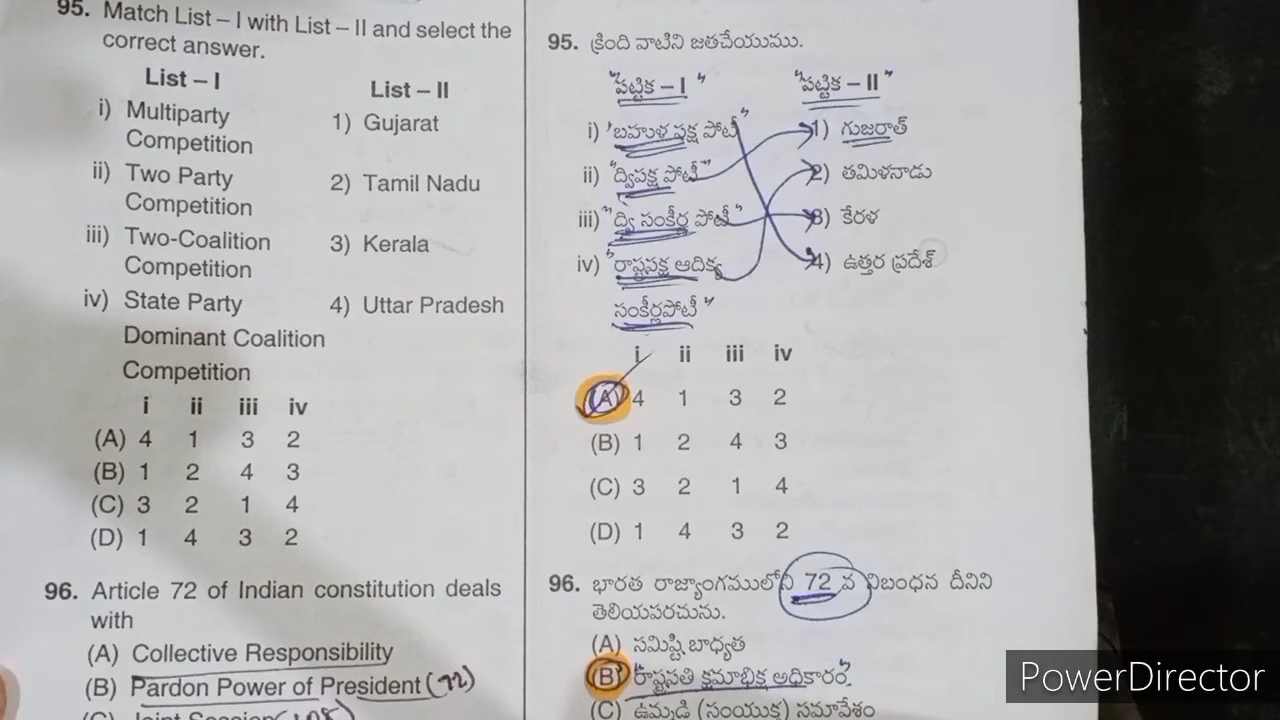 95. Match List – I with List – II and select the
correct answer.
List – I
List – II
i) Multiparty
Competition
1) Gujarat
ii) Two Party
Competition
2) Tamil Nadu
iii) Two-Coalition
Competition
3) Kerala
iv) State Party
Dominant Coalition
Competition
4) Uttar Pradesh
i ii iii iv
(A) 4 1 3 2
(B) 1 2 4 3
(C) 3 2 1 4
(D) 1 4 3 2
96. Article 72 of Indian constitution deals
with
(A) Collective Responsibility
(B) Pardon Power of President (72)
95. క్రింది వాటిని జతచేయుము.
"పట్టిక – I"
"పట్టిక – II"
i) 'బహుళ పక్ష పోటీ"
1) గుజరాత్
ii) "ద్విపక్ష పోటీ"
2) తమిళనాడు
iii) "ద్వి సంకీర్ణ పోటీ"
3) కేరళ
iv) "రాష్ట్రపక్ష ఆదిక్య
4) ఉత్తర ప్రదేశ్
సంకీర్ణపోటీ"
i ii iii iv
(A) 4 1 3 2
(B) 1 2 4 3
(C) 3 2 1 4
(D) 1 4 3 2
96. భారత రాజ్యాంగములోని 72 వ నిబంధన దీనిని
తెలియపరచును.
(A) సమిష్టి బాధ్యత
(B) "రాష్ట్రపతి క్షమాభిక్ష అధికారం"
(C) ఉమ్మడి (సంయుక్త) సమావేశం
PowerDirector